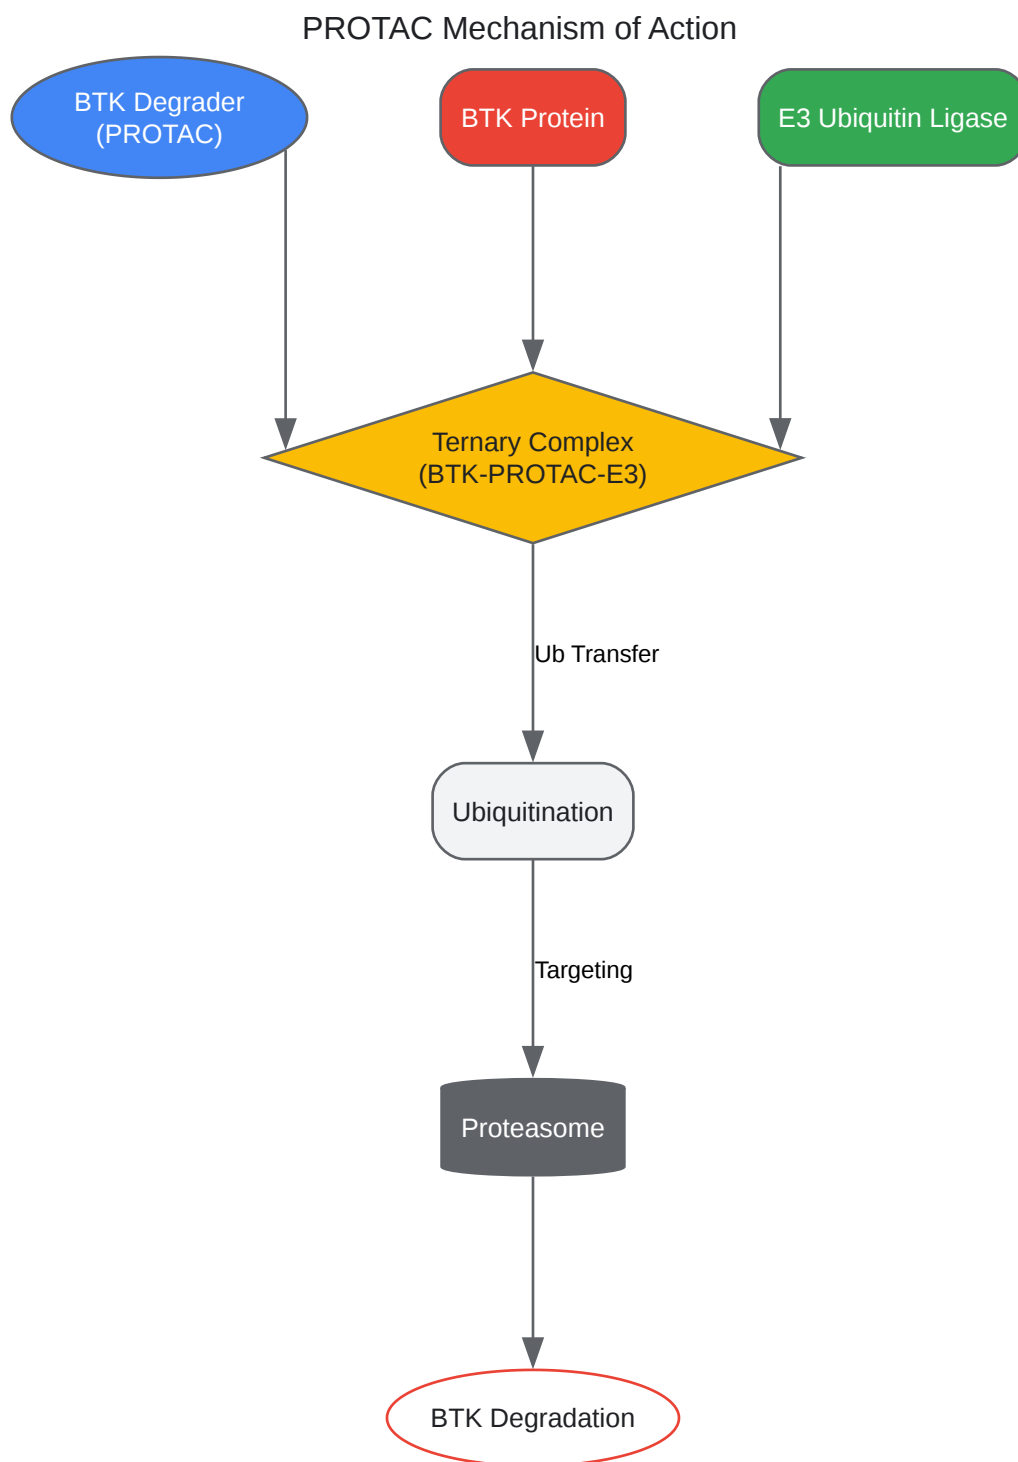 PROTAC Mechanism of Action
BTK Degrader
(PROTAC)
BTK Protein
E3 Ubiquitin Ligase
Ternary Complex
(BTK-PROTAC-E3)
Ub Transfer
Ubiquitination
Targeting
Proteasome
BTK Degradation